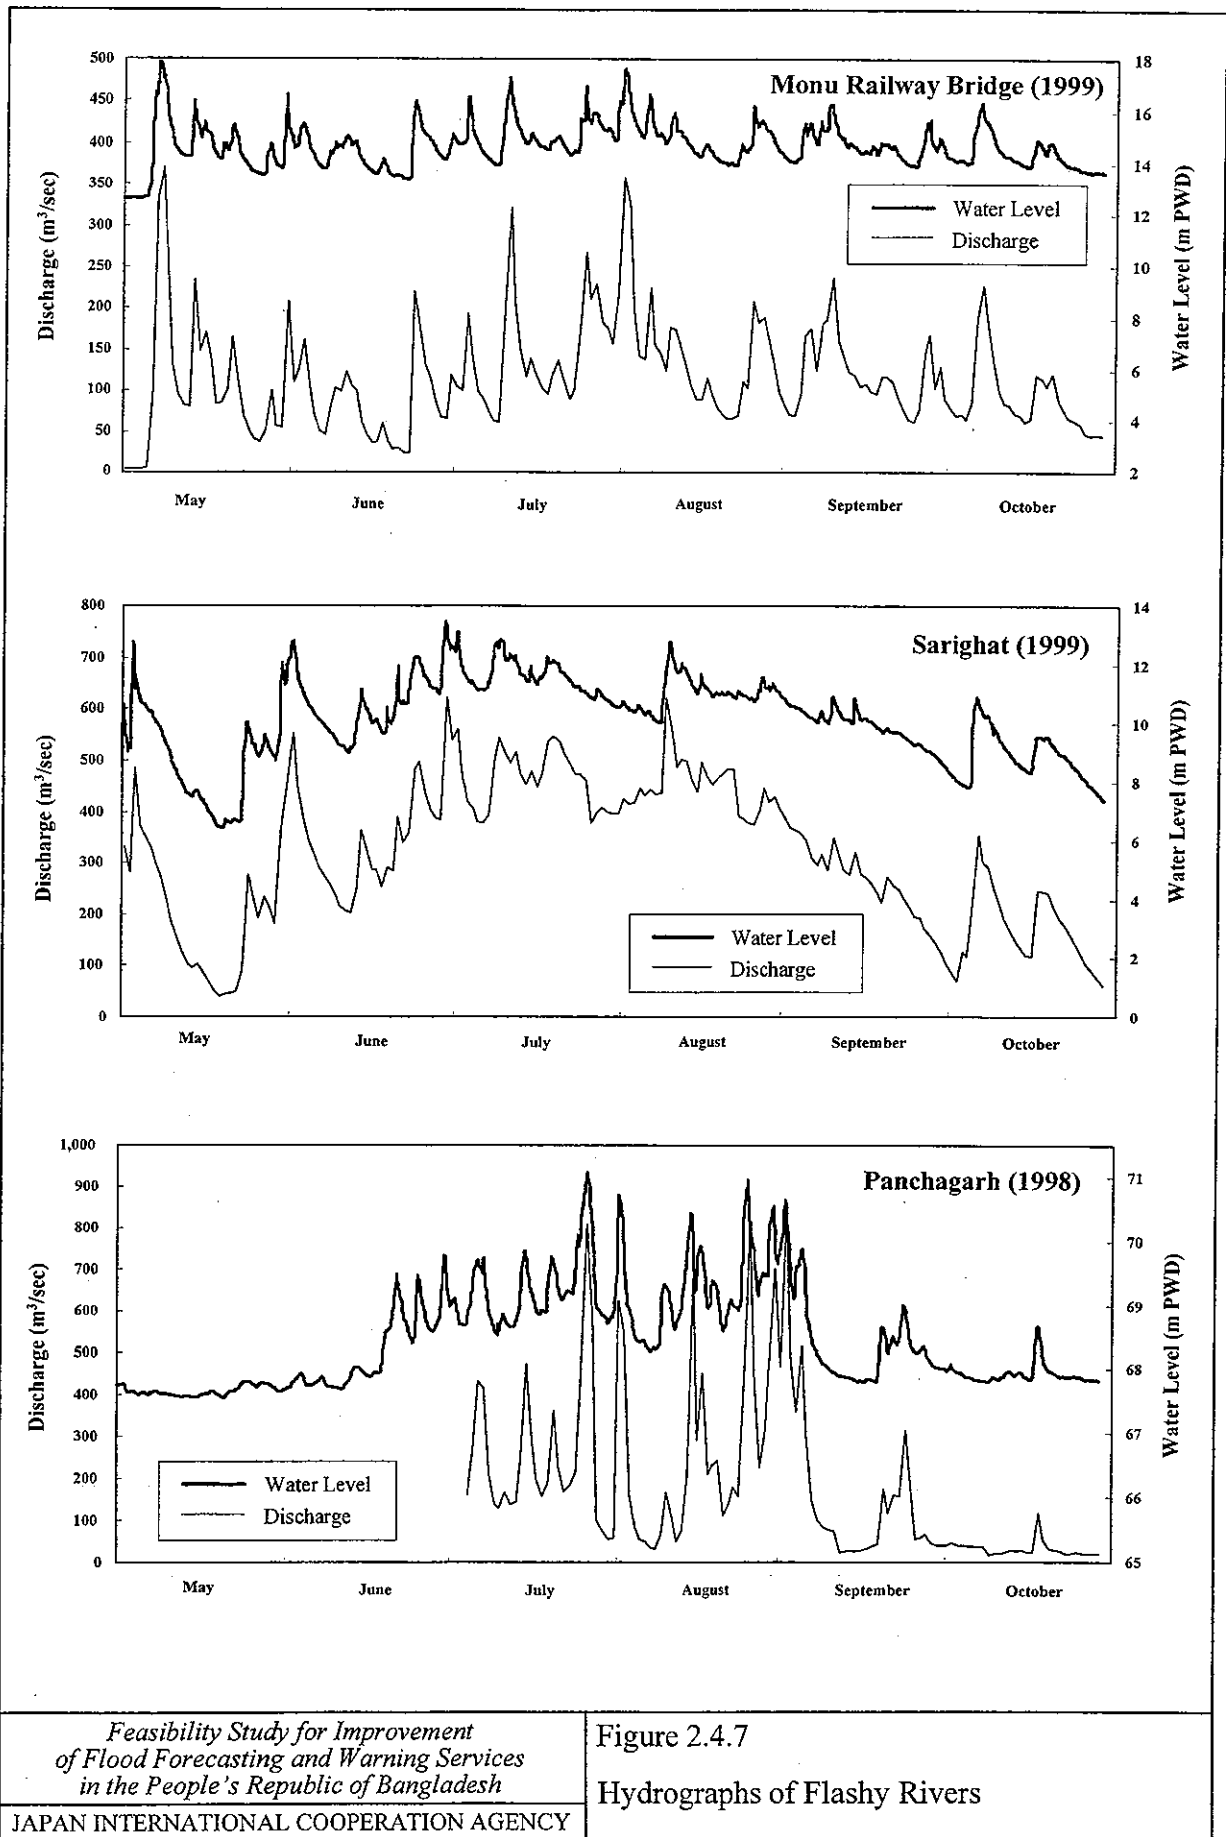 Monu Railway Bridge (1999)
Discharge (m³/sec)
500
450
400
350
300
250
200
150
100
50
0
Water Level (m PWD)
18
16
14
12
10
8
6
4
2
Water Level
Discharge
May
June
July
August
September
October
Sarighat (1999)
Discharge (m³/sec)
800
700
600
500
400
300
200
100
0
Water Level (m PWD)
14
12
10
8
6
4
2
0
Water Level
Discharge
May
June
July
August
September
October
Panchagarh (1998)
Discharge (m³/sec)
1,000
900
800
700
600
500
400
300
200
100
0
Water Level (m PWD)
71
70
69
68
67
66
65
Water Level
Discharge
May
June
July
August
September
October
Feasibility Study for Improvement
of Flood Forecasting and Warning Services
in the People's Republic of Bangladesh
JAPAN INTERNATIONAL COOPERATION AGENCY
Figure 2.4.7
Hydrographs of Flashy Rivers